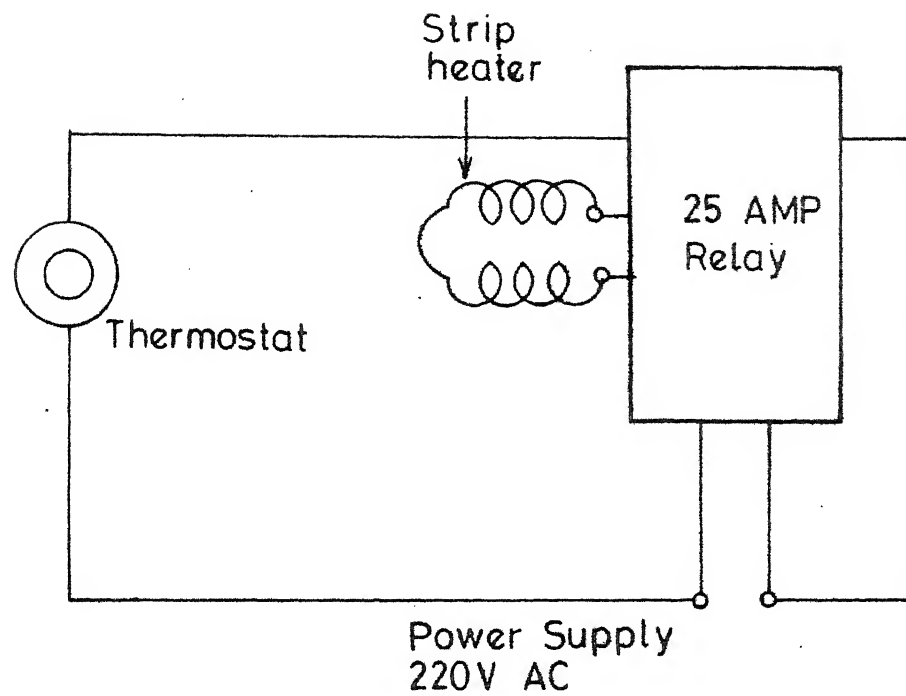 Strip
heater
25 AMP
Relay
Thermostat
Power Supply
220V AC